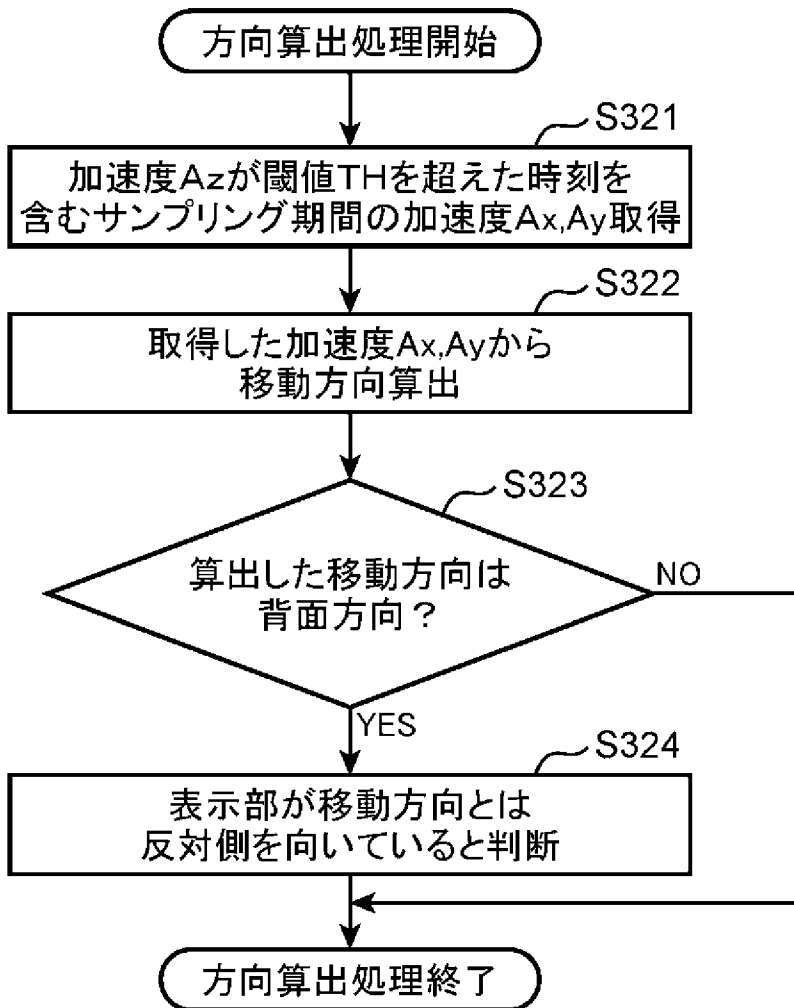 方向算出処理開始
S321
加速度Azが閾値THを超えた時刻を
含むサンプリング期間の加速度Ax,Ay取得
S322
取得した加速度Ax,Ayから
移動方向算出
S323
算出した移動方向は
背面方向？
NO
YES
S324
表示部が移動方向とは
反対側を向いていると判断
方向算出処理終了